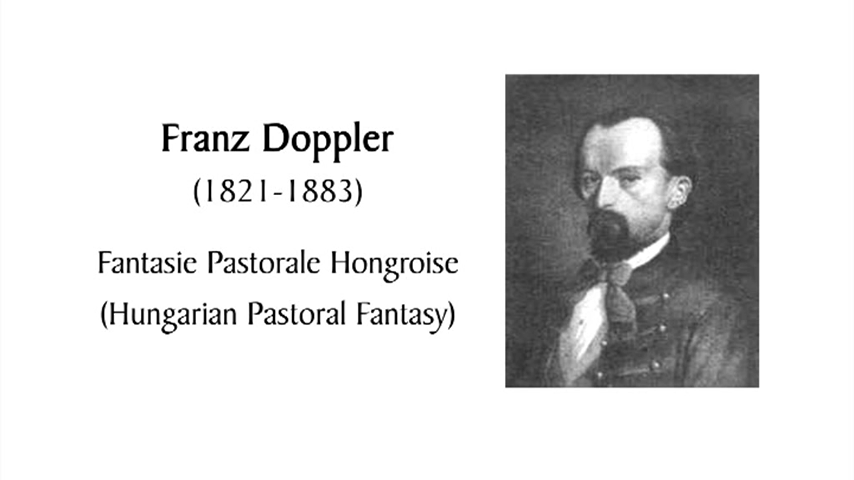 Franz Doppler
(1821-1883)
Fantasie Pastorale Hongroise
(Hungarian Pastoral Fantasy)